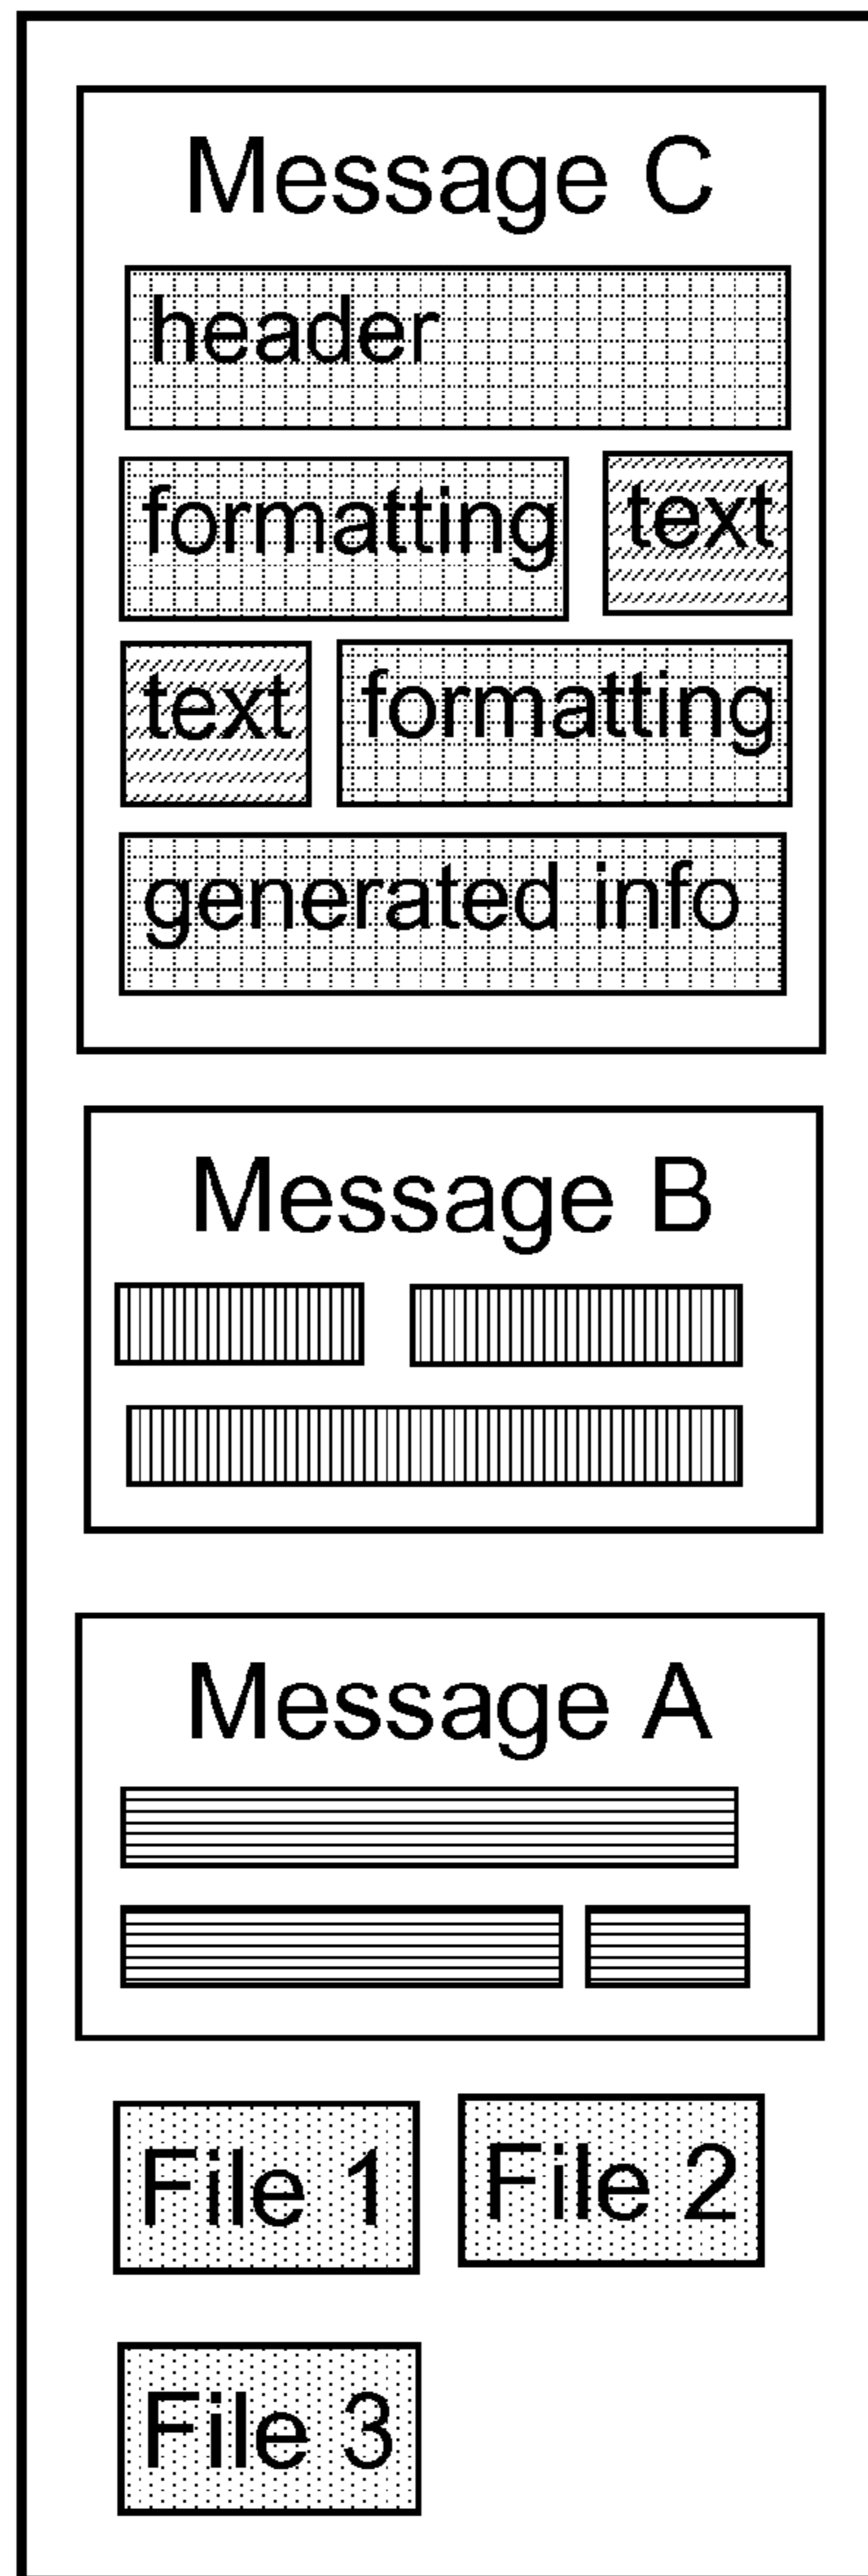 Message C
header
formatting text
text formatting
generated info
Message B
Message A
File 1 File 2
File 3